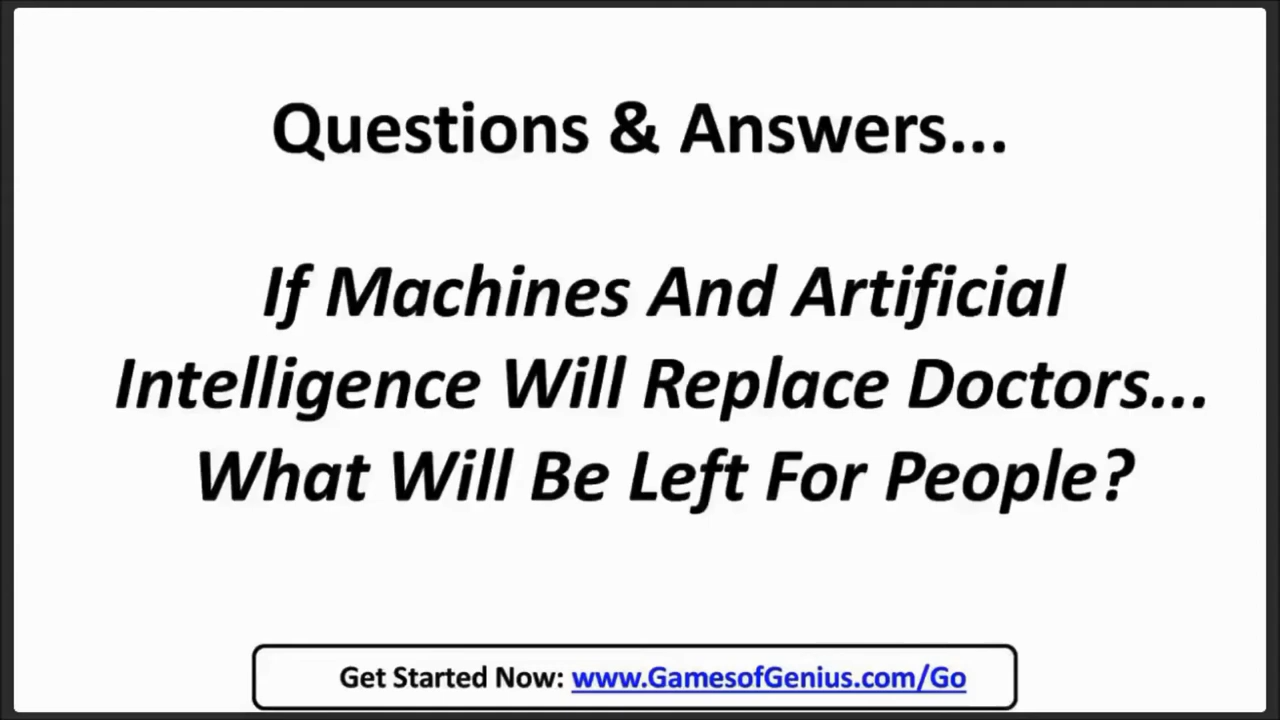 Questions & Answers...
If Machines And Artificial
Intelligence Will Replace Doctors...
What Will Be Left For People?
Get Started Now: www.GamesofGenius.com/Go